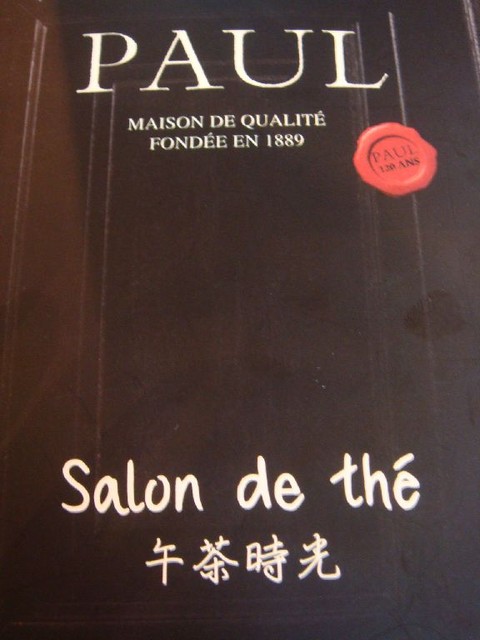 PAUL
MAISON DE QUALITÉ
FONDÉE EN 1889
PAUL
120 ANS
Salon de thé
午茶時光